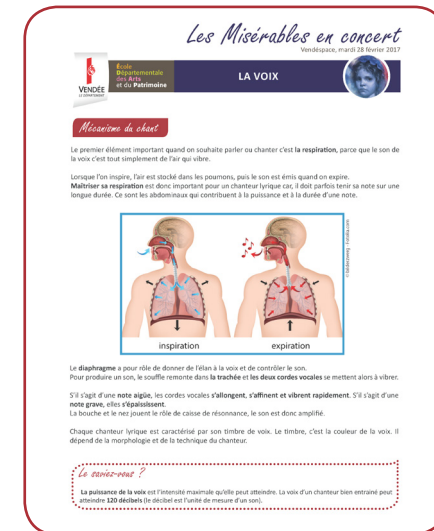 Les Misérables en concert
Vendéspace, mardi 28 février 2017
VENDÉE
LE DÉPARTEMENT
École
Départementale
des Arts
et du Patrimoine
LA VOIX
Mécanisme du chant
Le premier élément important quand on souhaite parler ou chanter c'est la respiration, parce que le son de
la voix c'est tout simplement de l'air qui vibre.
Lorsque l'on inspire, l'air est stocké dans les poumons, puis le son est émis quand on expire.
Maîtriser sa respiration est donc important pour un chanteur lyrique car, il doit parfois tenir sa note sur une
longue durée. Ce sont les abdominaux qui contribuent à la puissance et à la durée d'une note.
inspiration
expiration
Le diaphragme a pour rôle de donner de l'élan à la voix et de contrôler le son.
Pour produire un son, le souffle remonte dans la trachée et les deux cordes vocales se mettent alors à vibrer.
S'il s'agit d'une note aigüe, les cordes vocales s'allongent, s'affinent et vibrent rapidement. S'il s'agit d'une
note grave, elles s'épaississent.
La bouche et le nez jouent le rôle de caisse de résonnance, le son est donc amplifié.
Chaque chanteur lyrique est caractérisé par son timbre de voix. Le timbre, c'est la couleur de la voix. Il
dépend de la morphologie et de la technique du chanteur.
Le saviez-vous ?
La puissance de la voix est l'intensité maximale qu'elle peut atteindre. La voix d'un chanteur bien entrainé peut
atteindre 120 décibels (le décibel est l'unité de mesure d'un son).